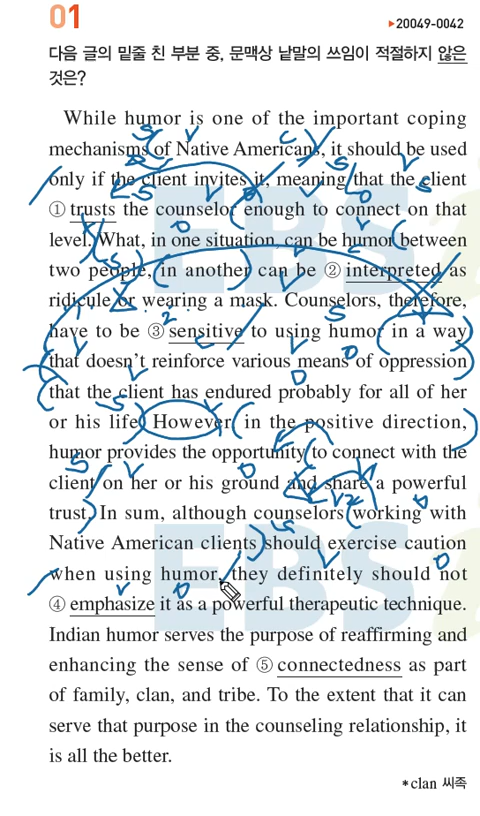 01
▶20049-0042
다음 글의 밑줄 친 부분 중, 문맥상 낱말의 쓰임이 적절하지 않은
것은?
While humor is one of the important coping
mechanisms of Native Americans, it should be used
only if the client invites it, meaning that the client
① trusts the counselor enough to connect on that
level. What, in one situation, can be humor between
two people, in another can be ② interpreted as
ridicule or wearing a mask. Counselors, therefore,
have to be ③ sensitive to using humor in a way
that doesn't reinforce various means of oppression
that the client has endured probably for all of her
or his life. However, in the positive direction,
humor provides the opportunity to connect with the
client on her or his ground and share a powerful
trust. In sum, although counselors working with
Native American clients should exercise caution
when using humor, they definitely should not
④ emphasize it as a powerful therapeutic technique.
Indian humor serves the purpose of reaffirming and
enhancing the sense of ⑤ connectedness as part
of family, clan, and tribe. To the extent that it can
serve that purpose in the counseling relationship, it
is all the better.
*clan 씨족